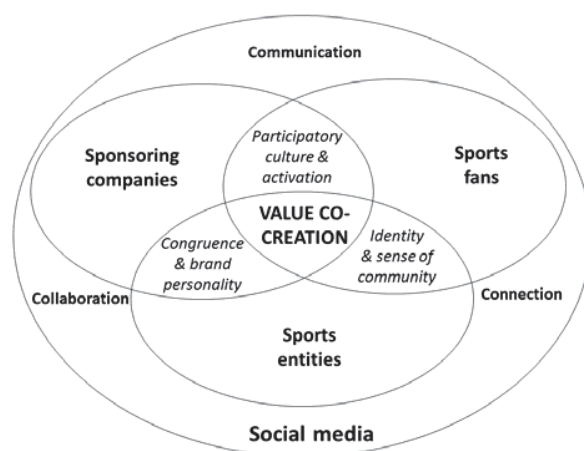 Communication
Sponsoring
companies
Participatory
culture &
activation
Sports
fans
VALUE CO-
CREATION
Congruence
& brand
personality
Identity
& sense of
community
Collaboration
Connection
Sports
entities
Social media